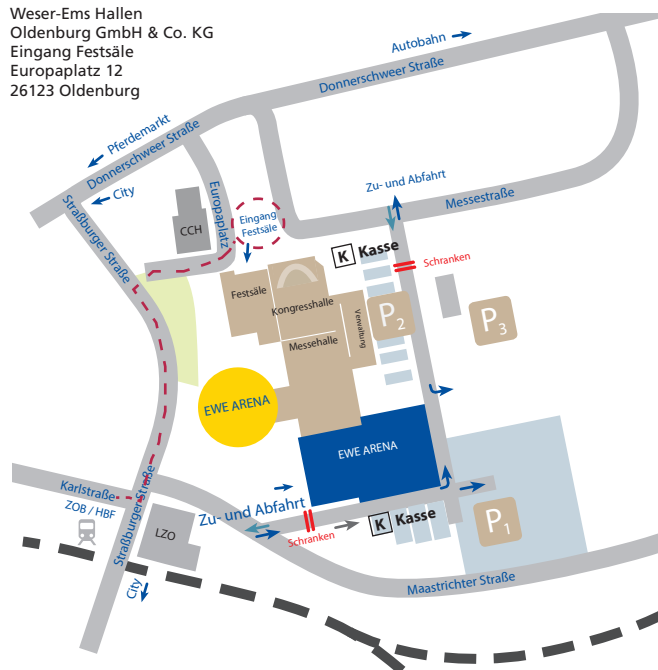 Weser-Ems Hallen
Oldenburg GmbH & Co. KG
Eingang Festsäle
Europaplatz 12
26123 Oldenburg
Autobahn
Donnerschweer Straße
Pferdemarkt
Donnerschweer Straße
City
Straßburger Straße
CCH
Europaplatz
Eingang
Festsäle
Zu- und Abfahrt
Messestraße
K Kasse
Schranken
Festsäle
Kongresshalle
Messehalle
Verwaltung
P2
P3
EWE ARENA
EWE ARENA
Karlstraße
ZOB / HBF
Straßburger Straße
LZO
Zu- und Abfahrt
Schranken
K Kasse
P1
Maastrichter Straße
City